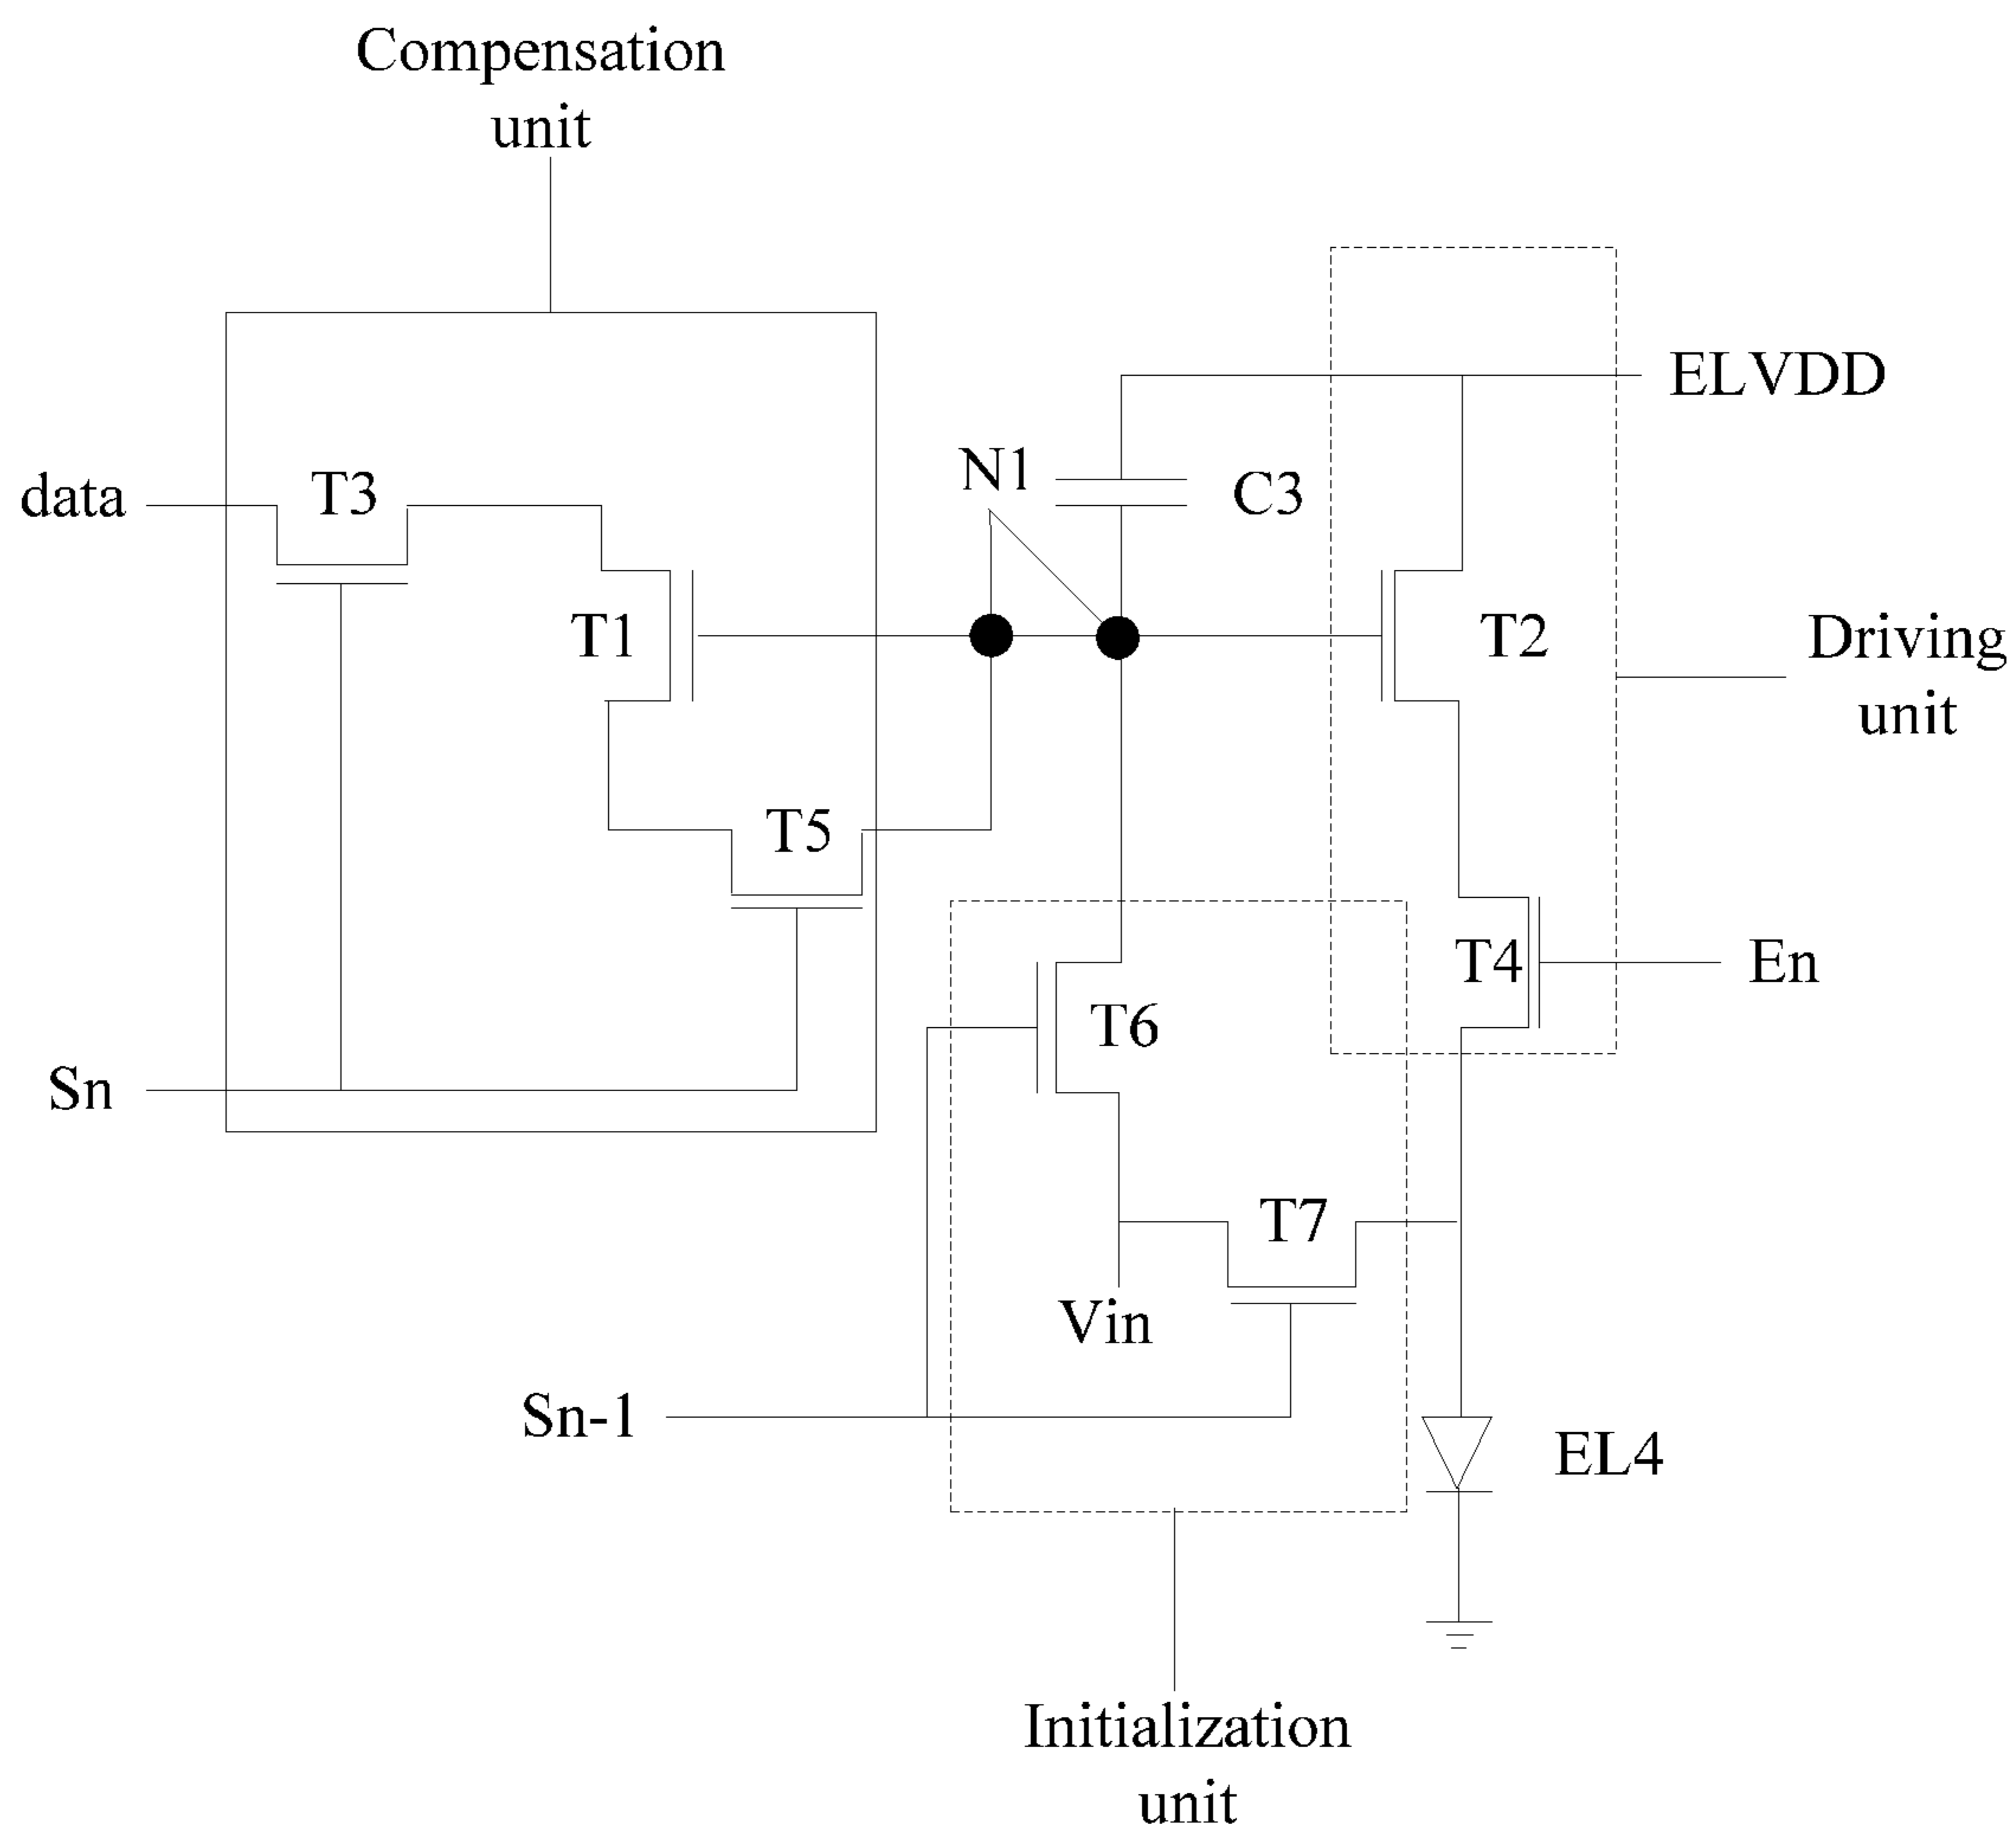 Compensation
unit
ELVDD
N1
C3
data
T3
T1
T2
Driving
unit
T5
T4
En
T6
Sn
T7
Vin
Sn-1
EL4
Initialization
unit